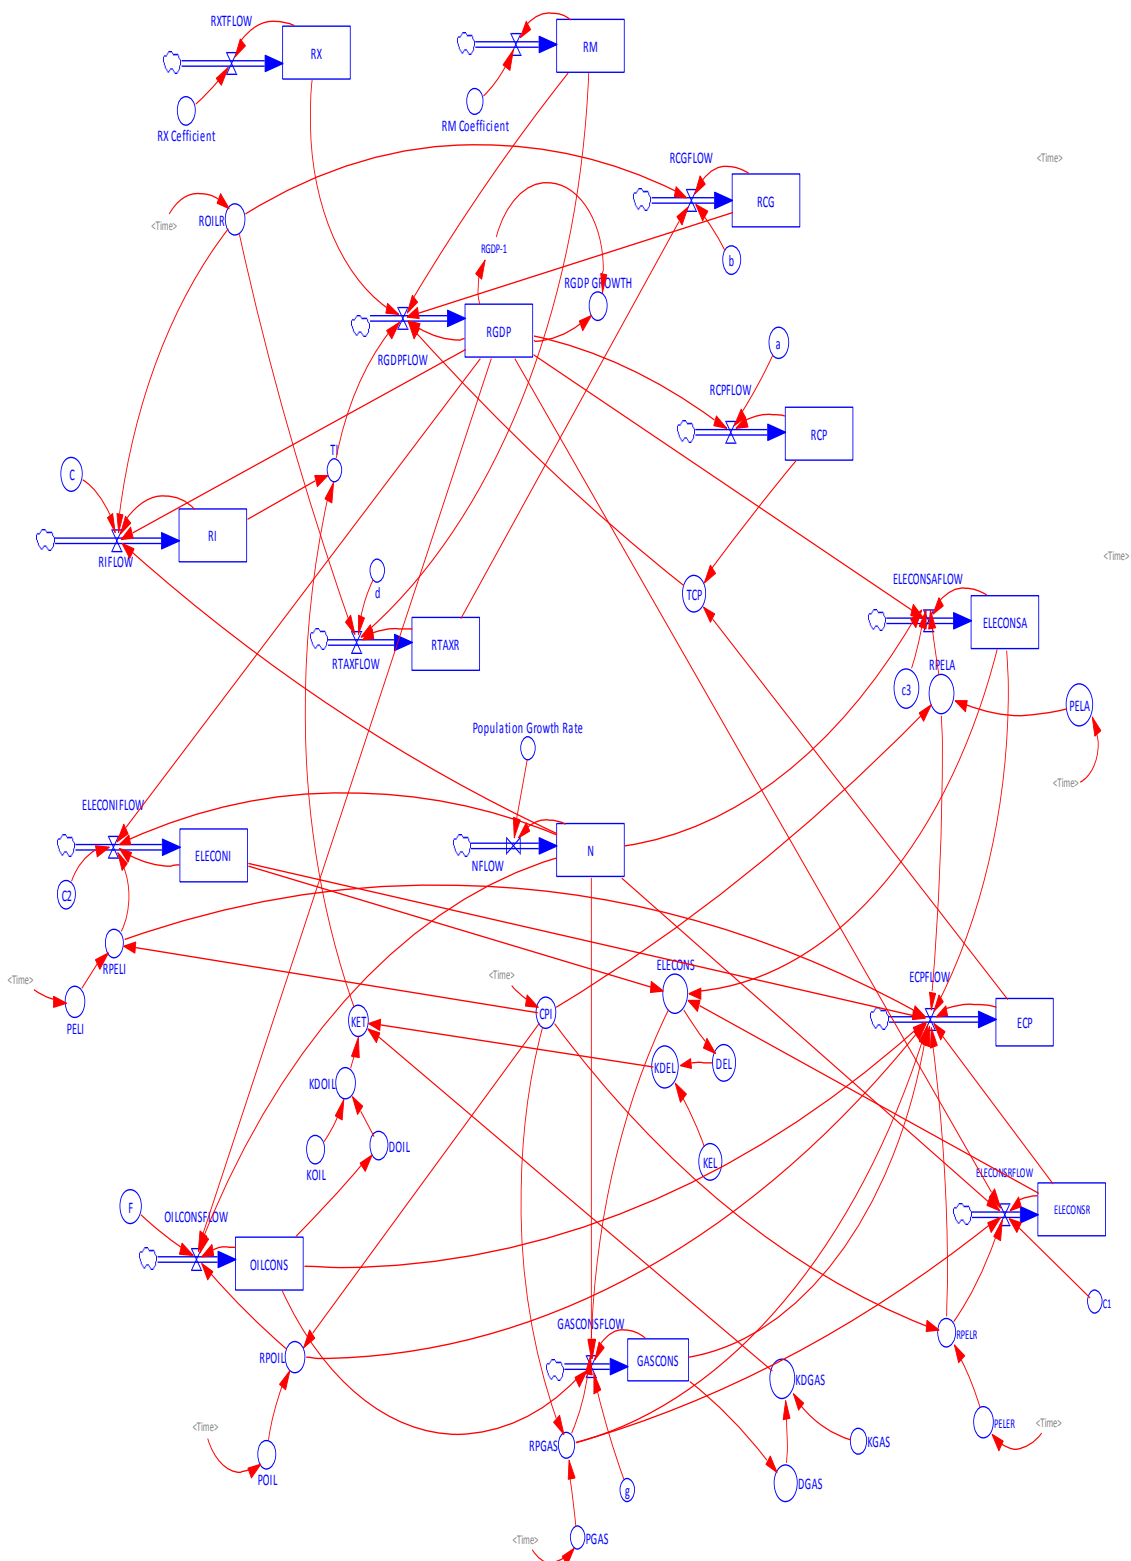 RXTFLOW
RX
RM
RX Cefficient
RM Coefficient
<Time>
RCGFLOW
RCG
<Time>
ROILR
RGDP-1
b
RGDP GROWTH
RGDP
RGDPFLOW
a
RCPFLOW
RCP
TI
C
RI
RIFLOW
<Time>
d
TCP
ELECONSAFLOW
ELECONSA
RTAXR
RTAXFLOW
RPELA
c3
PELA
Population Growth Rate
<Time>
ELECONIFLOW
ELECONI
NFLOW
N
C2
RPELI
<Time>
PELI
<Time>
ELECONS
ECPFLOW
CPI
KET
ECP
KDEL
DEL
KDOIL
KOIL
DOIL
KEL
ELECONSRFLOW
ELECONSR
F
OILCONSFLOW
OILCONS
C1
GASCONSFLOW
RPELR
RPOIL
GASCONS
KDGAS
<Time>
PELER
<Time>
RPGAS
KGAS
POIL
DGAS
g
<Time>
PGAS